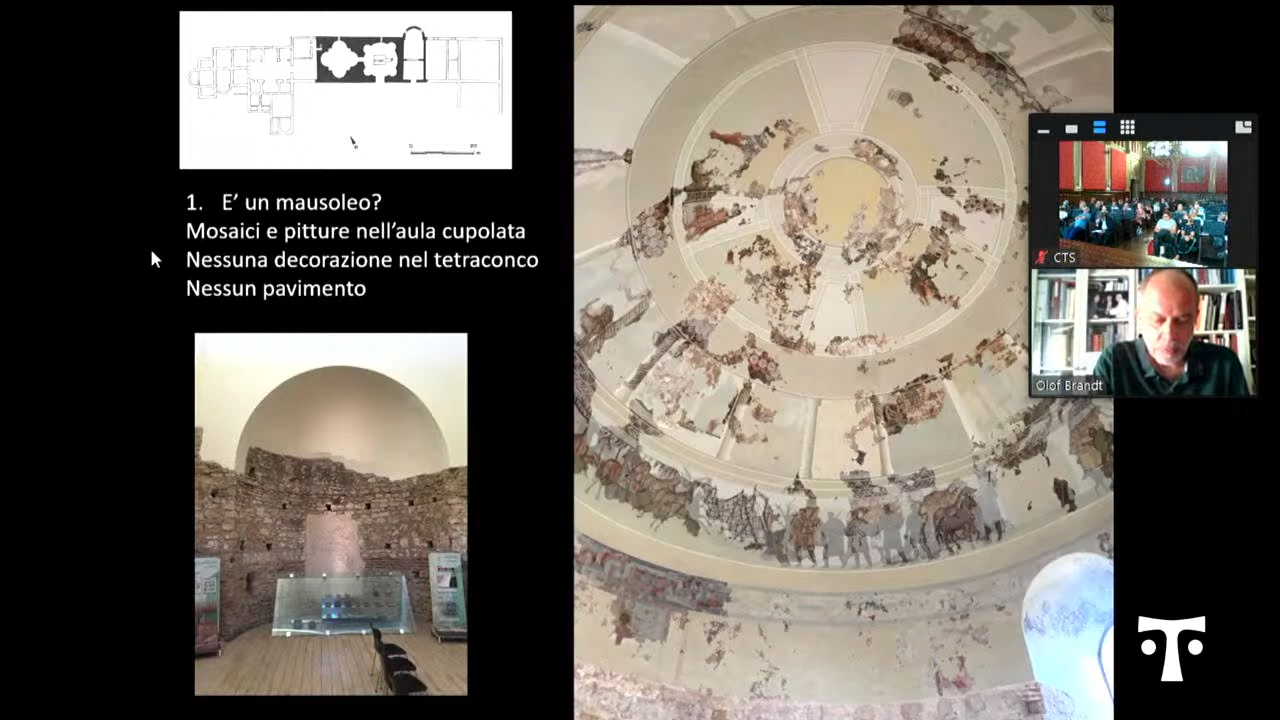 1. E’ un mausoleo?
Mosaici e pitture nell’aula cupolata
Nessuna decorazione nel tetraconco
Nessun pavimento
CTS
Olof Brandt